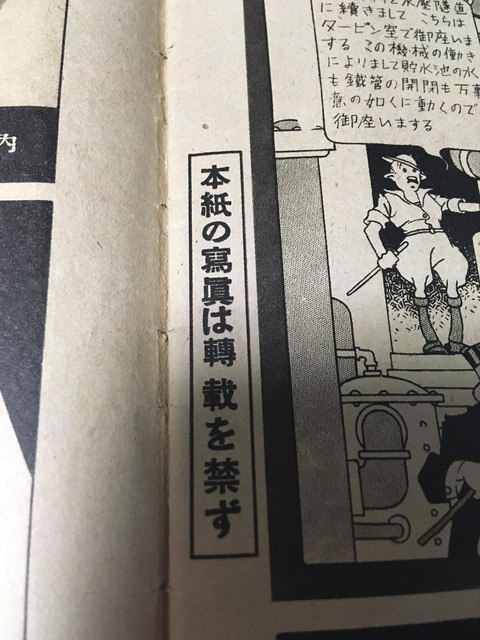 に續きまして こちらは
タービン室で御座いま
する この機械の働き
によりまして貯水池の水
も鐵管の開閉も万事
意の如くに動くので
御座いまする
本紙の寫眞は轉載を禁ず
内